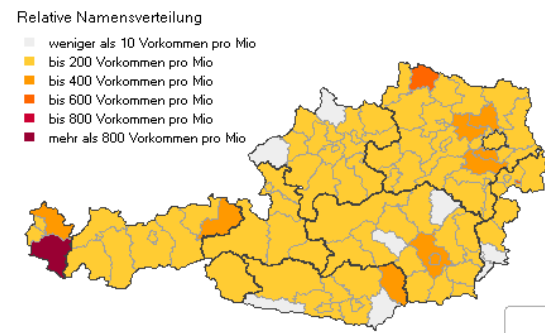 Relative Namensverteilung
weniger als 10 Vorkommen pro Mio
bis 200 Vorkommen pro Mio
bis 400 Vorkommen pro Mio
bis 600 Vorkommen pro Mio
bis 800 Vorkommen pro Mio
mehr als 800 Vorkommen pro Mio